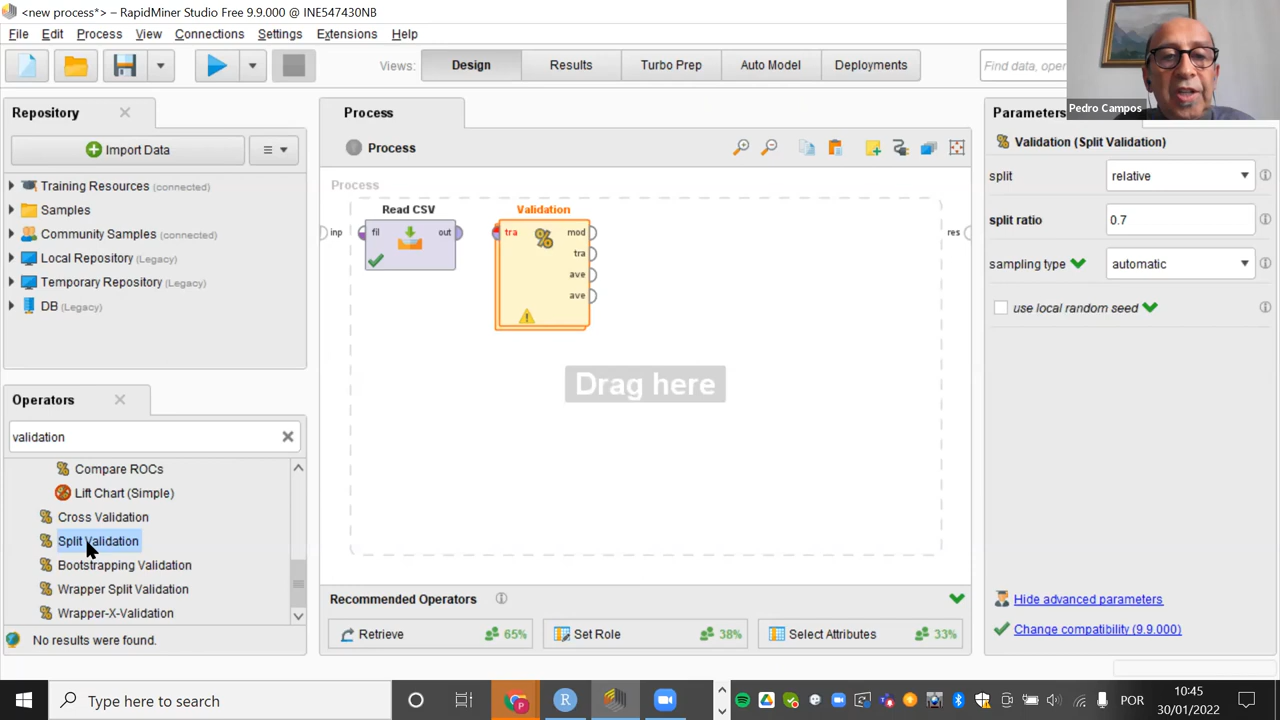 <new process*> – RapidMiner Studio Free 9.9.000 @ INE547430NB
File Edit Process View Connections Settings Extensions Help
Views: Design Results Turbo Prep Auto Model Deployments Find data, oper
Pedro Campos
Repository
Import Data
Training Resources (connected)
Samples
Community Samples (connected)
Local Repository (Legacy)
Temporary Repository (Legacy)
DB (Legacy)
Operators
validation
Compare ROCs
Lift Chart (Simple)
Cross Validation
Split Validation
Bootstrapping Validation
Wrapper Split Validation
Wrapper-X-Validation
No results were found.
Process
Process
Process
Read CSV Validation
inp fil out tra % mod res
tra
ave
ave
Drag here
Recommended Operators
Retrieve 65% Set Role 38% Select Attributes 33%
Parameters
Validation (Split Validation)
split relative
split ratio 0.7
sampling type automatic
use local random seed
Hide advanced parameters
Change compatibility (9.9.000)
Type here to search
POR
10:45
30/01/2022